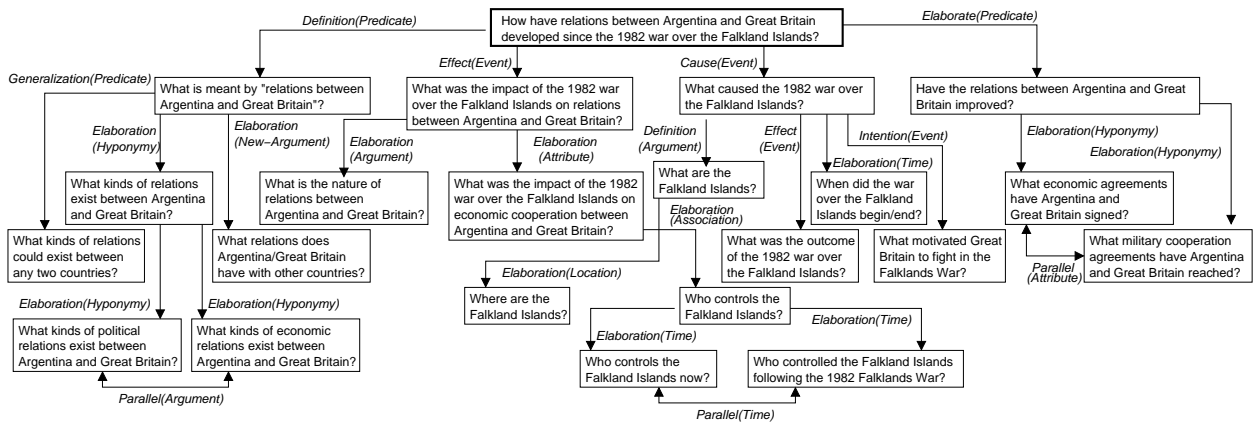 Definition(Predicate)
How have relations between Argentina and Great Britain
developed since the 1982 war over the Falkland Islands?
Elaborate(Predicate)
Generalization(Predicate)
What is meant by "relations between
Argentina and Great Britain"?
Effect(Event)
What was the impact of the 1982 war
over the Falkland Islands on relations
between Argentina and Great Britain?
Cause(Event)
What caused the 1982 war over
the Falkland Islands?
Have the relations between Argentina and Great
Britain improved?
Elaboration
(Hyponymy)
Elaboration
(New−Argument)
Elaboration
(Argument)
Elaboration
(Attribute)
Definition
(Argument)
Effect
(Event)
Intention(Event)
Elaboration(Time)
Elaboration(Hyponymy)
Elaboration(Hyponymy)
What kinds of relations
exist between Argentina
and Great Britain?
What is the nature of
relations between
Argentina and Great Britain?
What was the impact of the 1982
war over the Falkland Islands on
economic cooperation between
Argentina and Great Britain?
What are the
Falkland Islands?
When did the war
over the Falkland
Islands begin/end?
What economic agreements
have Argentina and
Great Britain signed?
Elaboration
(Association)
What kinds of relations
could exist between
any two countries?
What relations does
Argentina/Great Britain
have with other countries?
What was the outcome
of the 1982 war over
the Falkland Islands?
What motivated Great
Britain to fight in the
Falklands War?
Parallel
(Attribute)
What military cooperation
agreements have Argentina
and Great Britain reached?
Elaboration(Hyponymy)
Elaboration(Hyponymy)
Elaboration(Location)
Where are the
Falkland Islands?
Who controls the
Falkland Islands?
What kinds of political
relations exist between
Argentina and Great Britain?
What kinds of economic
relations exist between
Argentina and Great Britain?
Elaboration(Time)
Elaboration(Time)
Who controls the
Falkland Islands now?
Who controlled the Falkland Islands
following the 1982 Falklands War?
Parallel(Argument)
Parallel(Time)